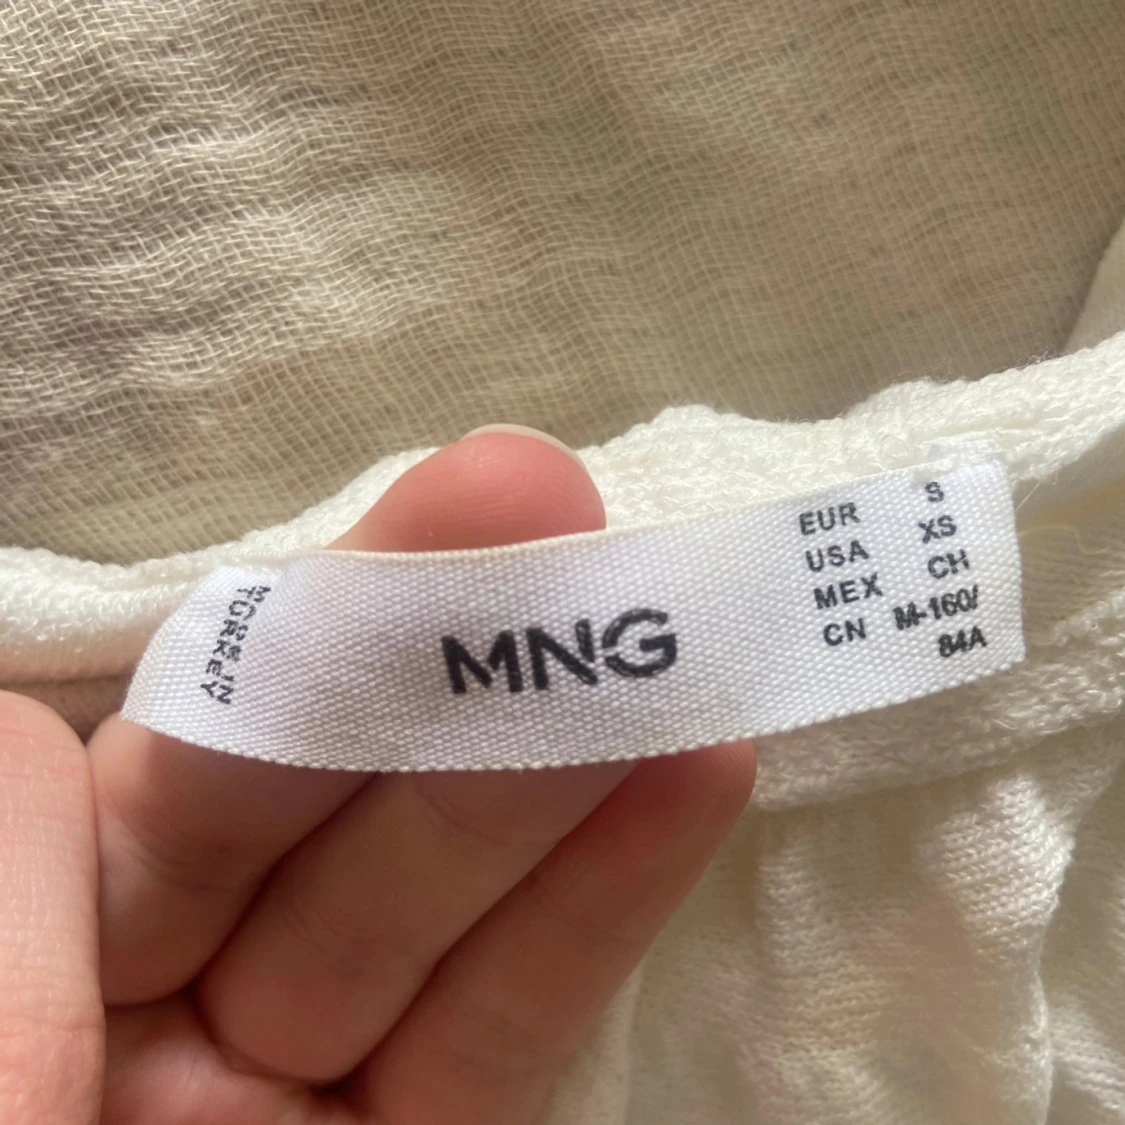 MADE IN
TURKEY
MNG
EUR S
USA XS
MEX CH
CN M-160/
84A